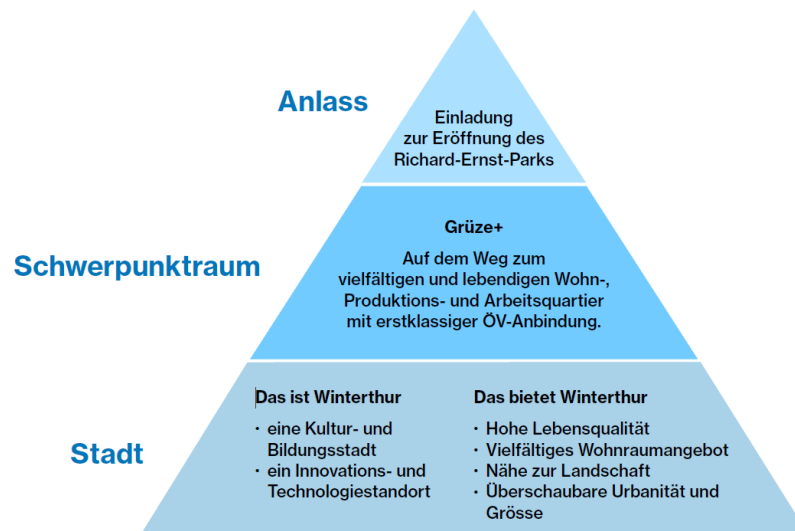 Anlass
Einladung
zur Eröffnung des
Richard-Ernst-Parks
Schwerpunktraum
Grüze+
Auf dem Weg zum
vielfältigen und lebendigen Wohn-,
Produktions- und Arbeitsquartier
mit erstklassiger ÖV-Anbindung.
Stadt
Das ist Winterthur
· eine Kultur- und
Bildungsstadt
· ein Innovations- und
Technologiestandort
Das bietet Winterthur
· Hohe Lebensqualität
· Vielfältiges Wohnraumangebot
· Nähe zur Landschaft
· Überschaubare Urbanität und
Grösse